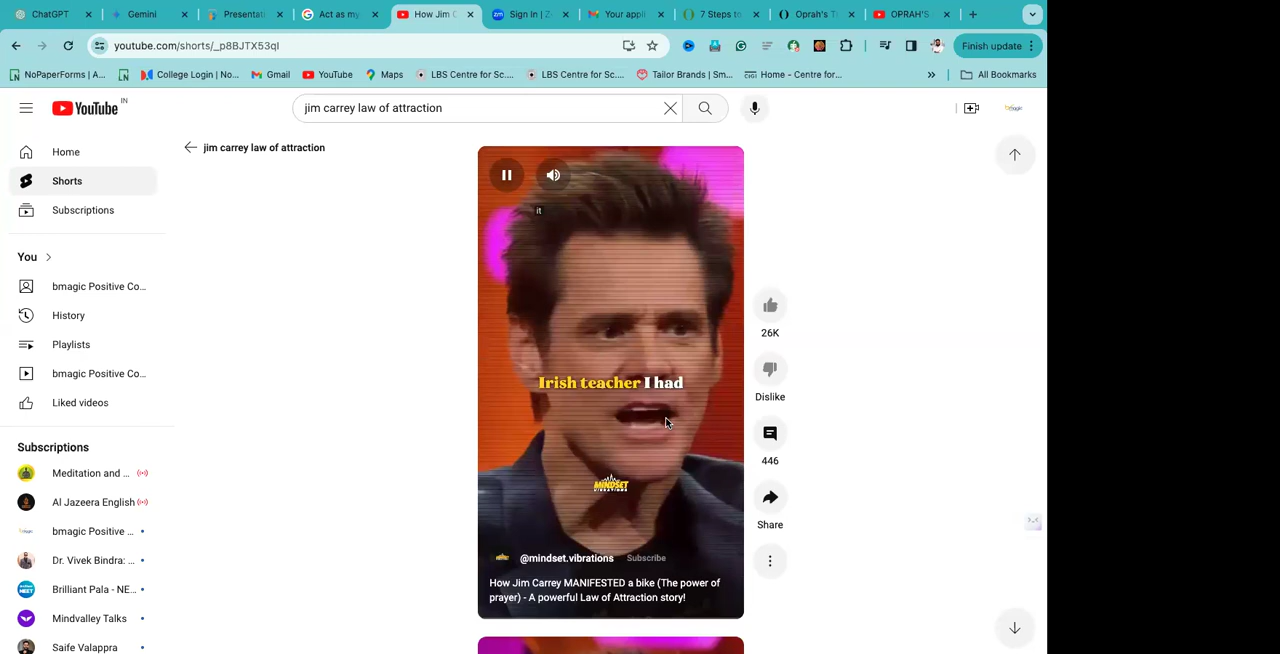 ChatGPT
Gemini
Presentati
Act as my
How Jim C
Sign In | Z
Your appli
7 Steps to
Oprah's T
OPRAH'S
youtube.com/shorts/_p8BJTX53qI
Finish update
NoPaperForms | A...
College Login | No...
Gmail
YouTube
Maps
LBS Centre for Sc...
LBS Centre for Sc...
Tailor Brands | Sm...
Home - Centre for...
»
All Bookmarks
YouTube IN
jim carrey law of attraction
bmagic
Home
Shorts
Subscriptions
You
bmagic Positive Co...
History
Playlists
bmagic Positive Co...
Liked videos
Subscriptions
Meditation and ...
Al Jazeera English
bmagic Positive ...
Dr. Vivek Bindra: ...
Brilliant Pala - NE...
Mindvalley Talks
Saife Valappra
jim carrey law of attraction
it
Irish teacher I had
MINDSET
VIBRATIONS
@mindset.vibrations Subscribe
How Jim Carrey MANIFESTED a bike (The power of
prayer) - A powerful Law of Attraction story!
26K
Dislike
446
Share